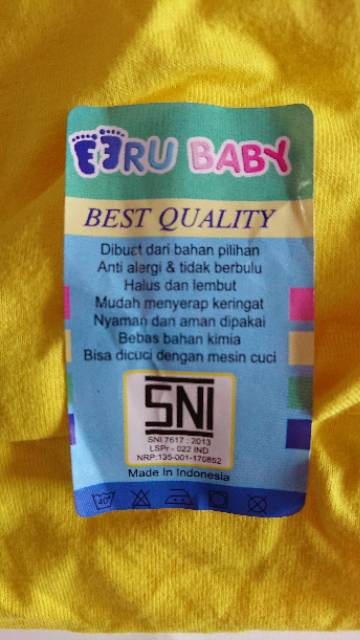 FEBRU BABY
BEST QUALITY
Dibuat dari bahan pilihan
Anti alergi & tidak berbulu
Halus dan lembut
Mudah menyerap keringat
Nyaman dan aman dipakai
Bebas bahan kimia
Bisa dicuci dengan mesin cuci
SNI
SNI 7617 : 2013
LSPr - 022 IND
NRP:135-001-170852
Made In Indonesia
40°